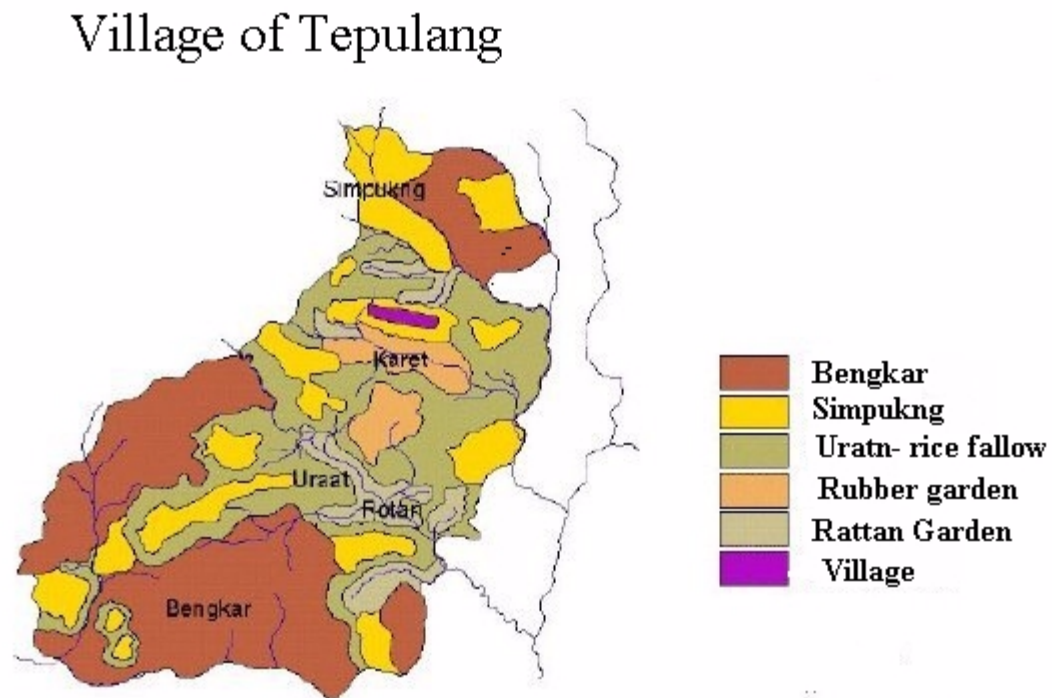 Village of Tepulang
Simpukng
Karet
Uraat
Rotan
Bengkar
Bengkar
Simpukng
Uratn- rice fallow
Rubber garden
Rattan Garden
Village